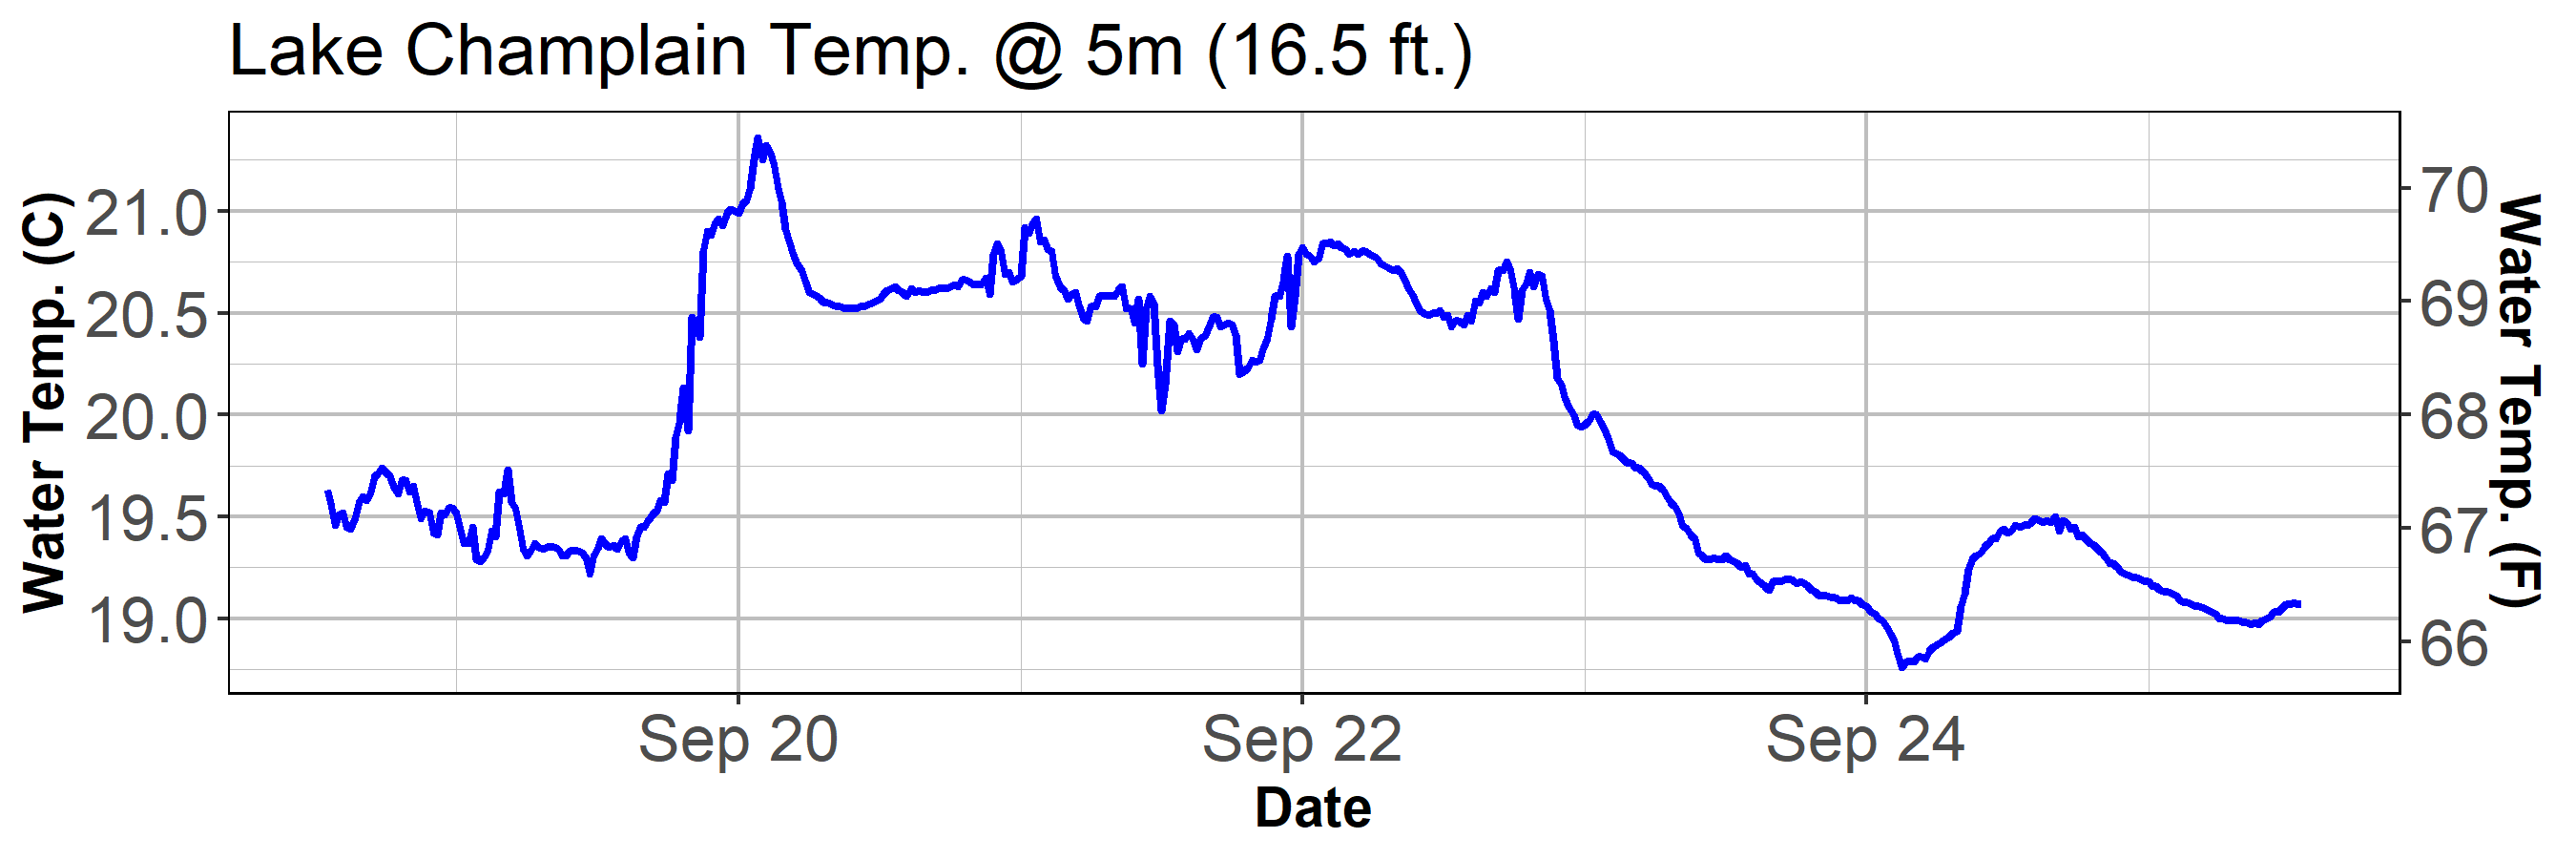 Lake Champlain Temp. @ 5m (16.5 ft.)
Water Temp. (C)
21.0
20.5
20.0
19.5
19.0
70
69
68
67
66
Water Temp. (F)
Sep 20
Sep 22
Sep 24
Date